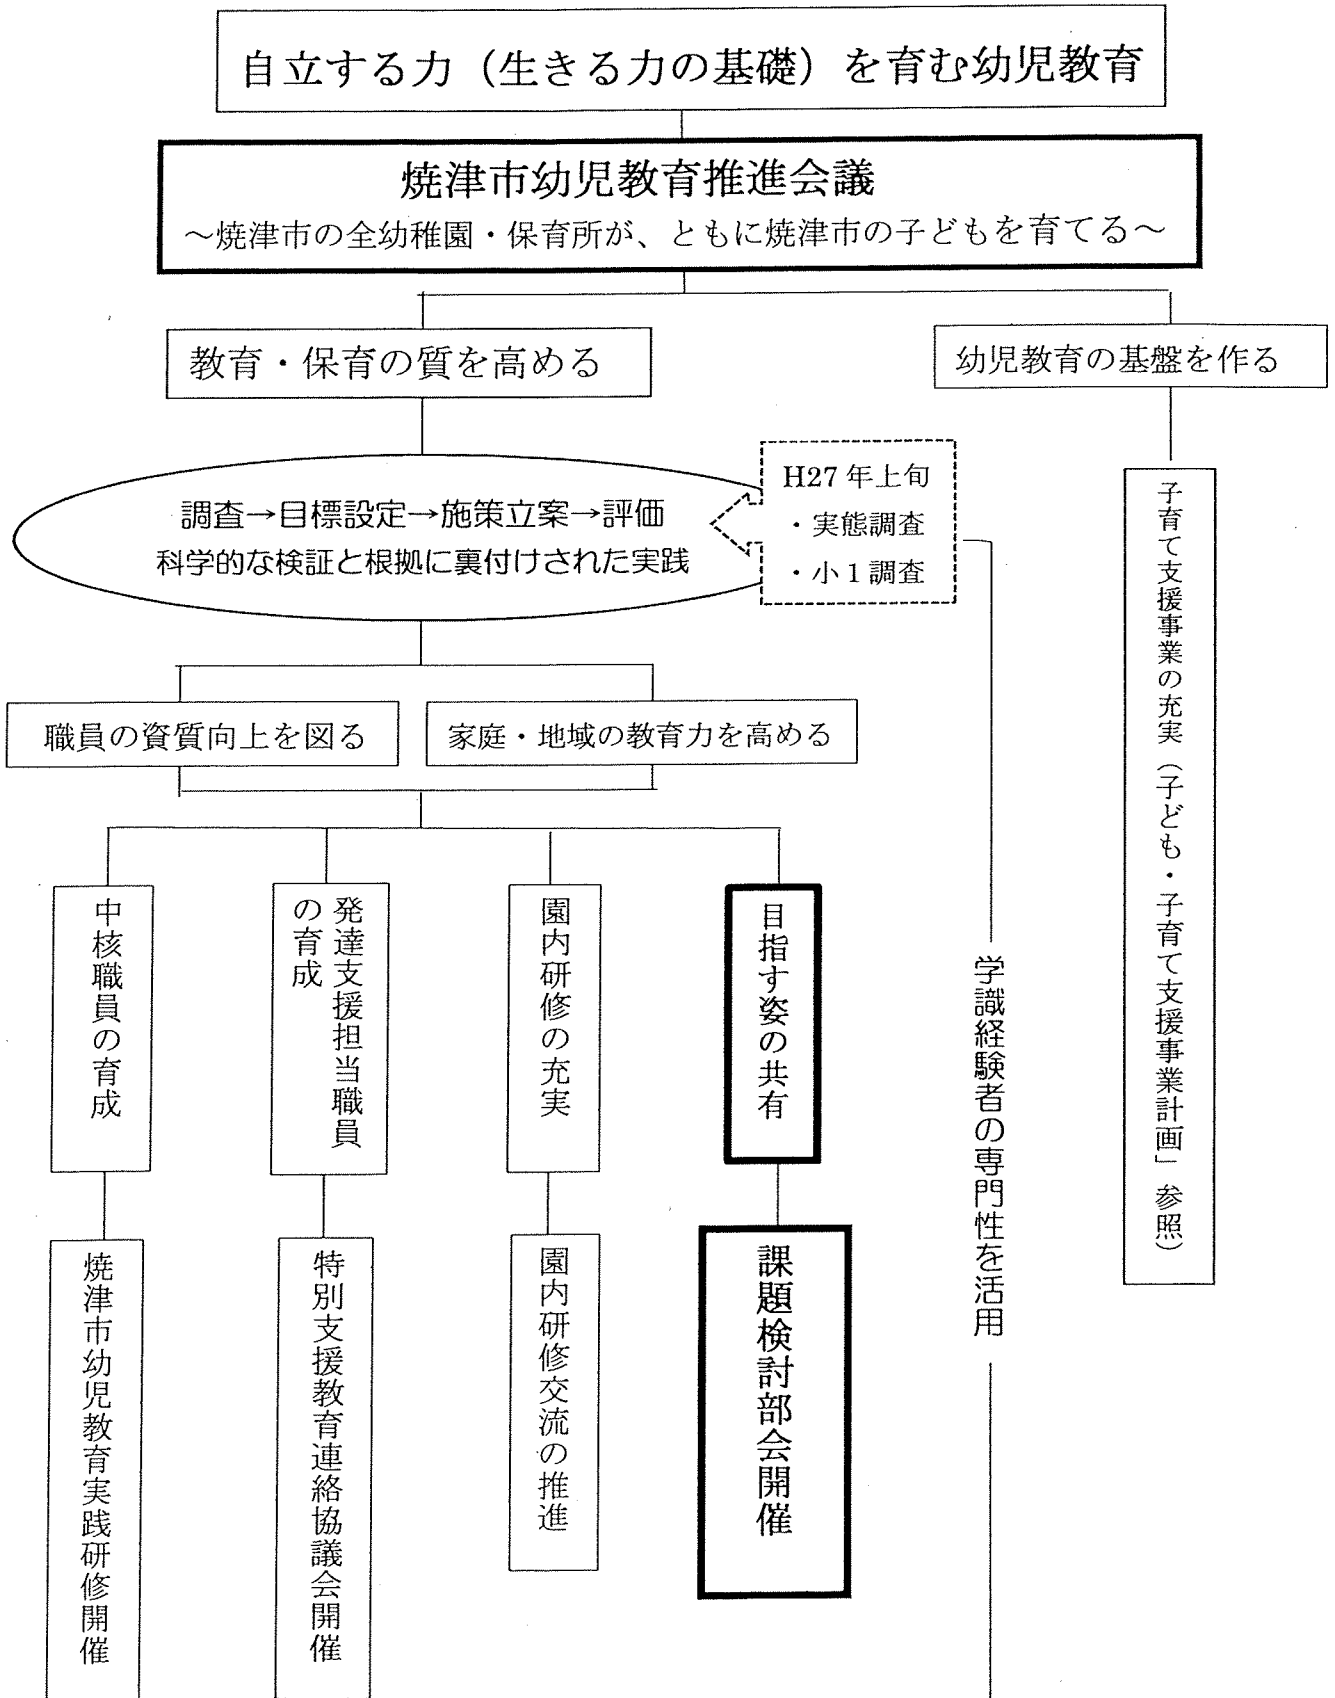 自立する力（生きる力の基礎）を育む幼児教育
焼津市幼児教育推進会議
～焼津市の全幼稚園・保育所が、ともに焼津市の子どもを育てる～
教育・保育の質を高める
幼児教育の基盤を作る
調査→目標設定→施策立案→評価
科学的な検証と根拠に裏付けされた実践
H27年上旬
・実態調査
・小1調査
子育て支援事業の充実（子ども・子育て支援事業計画」参照）
職員の資質向上を図る
家庭・地域の教育力を高める
中核職員の育成
発達支援担当職員
の育成
園内研修の充実
目指す姿の共有
学識経験者の専門性を活用
焼津市幼児教育実践研修開催
特別支援教育連絡協議会開催
園内研修交流の推進
課題検討部会開催